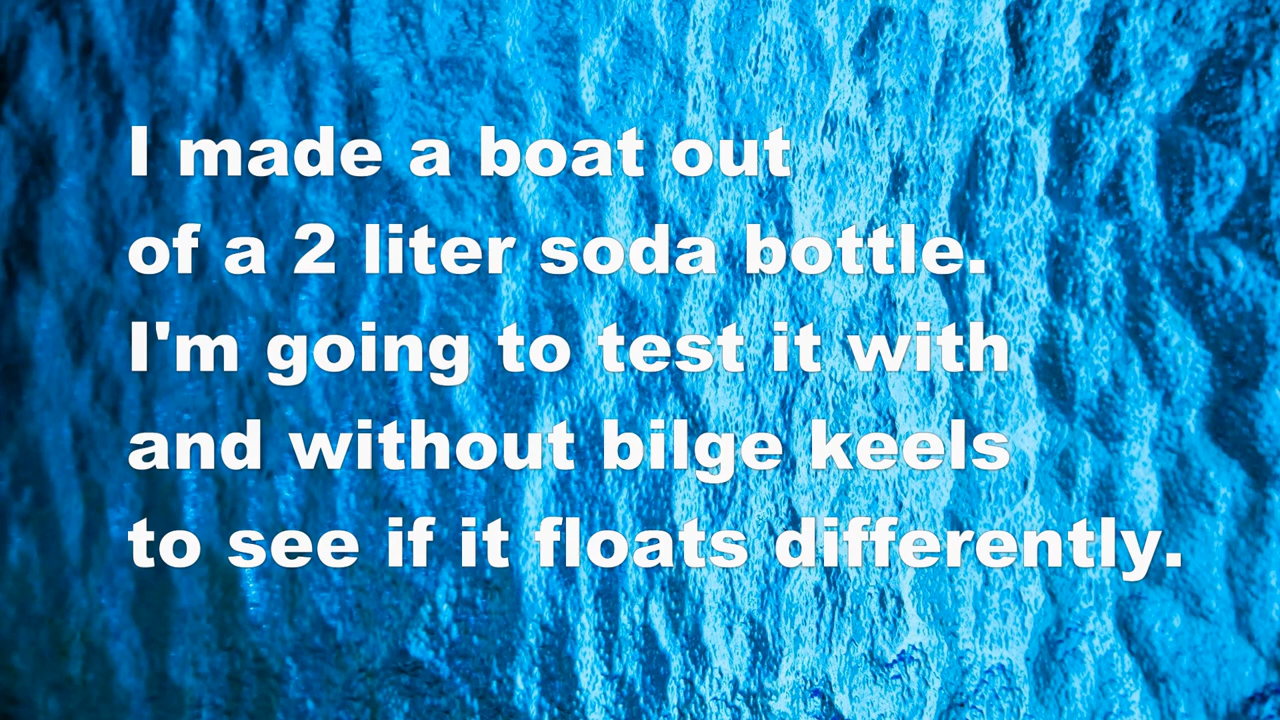 I made a boat out
of a 2 liter soda bottle.
I'm going to test it with
and without bilge keels
to see if it floats differently.